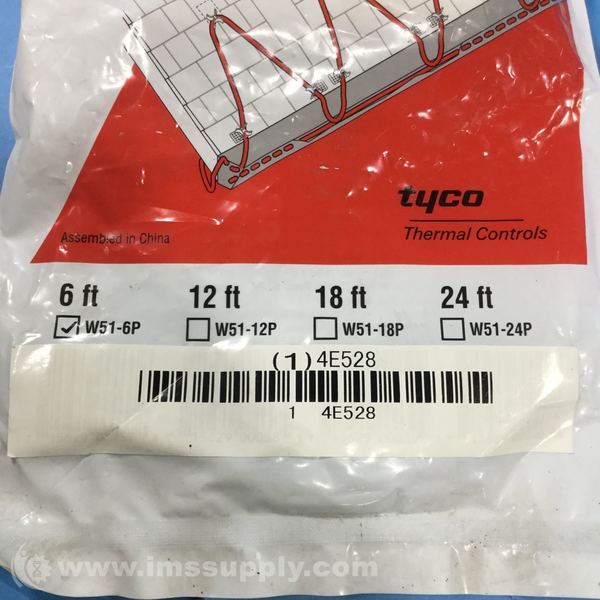 tyco
Thermal Controls
Assembled in China
6 ft 12 ft 18 ft 24 ft
W51-6P W51-12P W51-18P W51-24P
(1) 4E528
1 4E528
www.imssupply.com